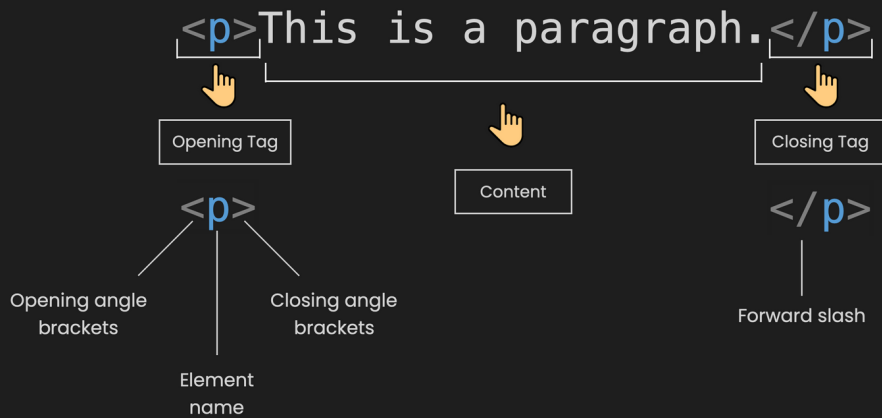 <p>This is a paragraph.</p>
Opening Tag
Closing Tag
Content
<p>
</p>
Opening angle
brackets
Closing angle
brackets
Forward slash
Element
name